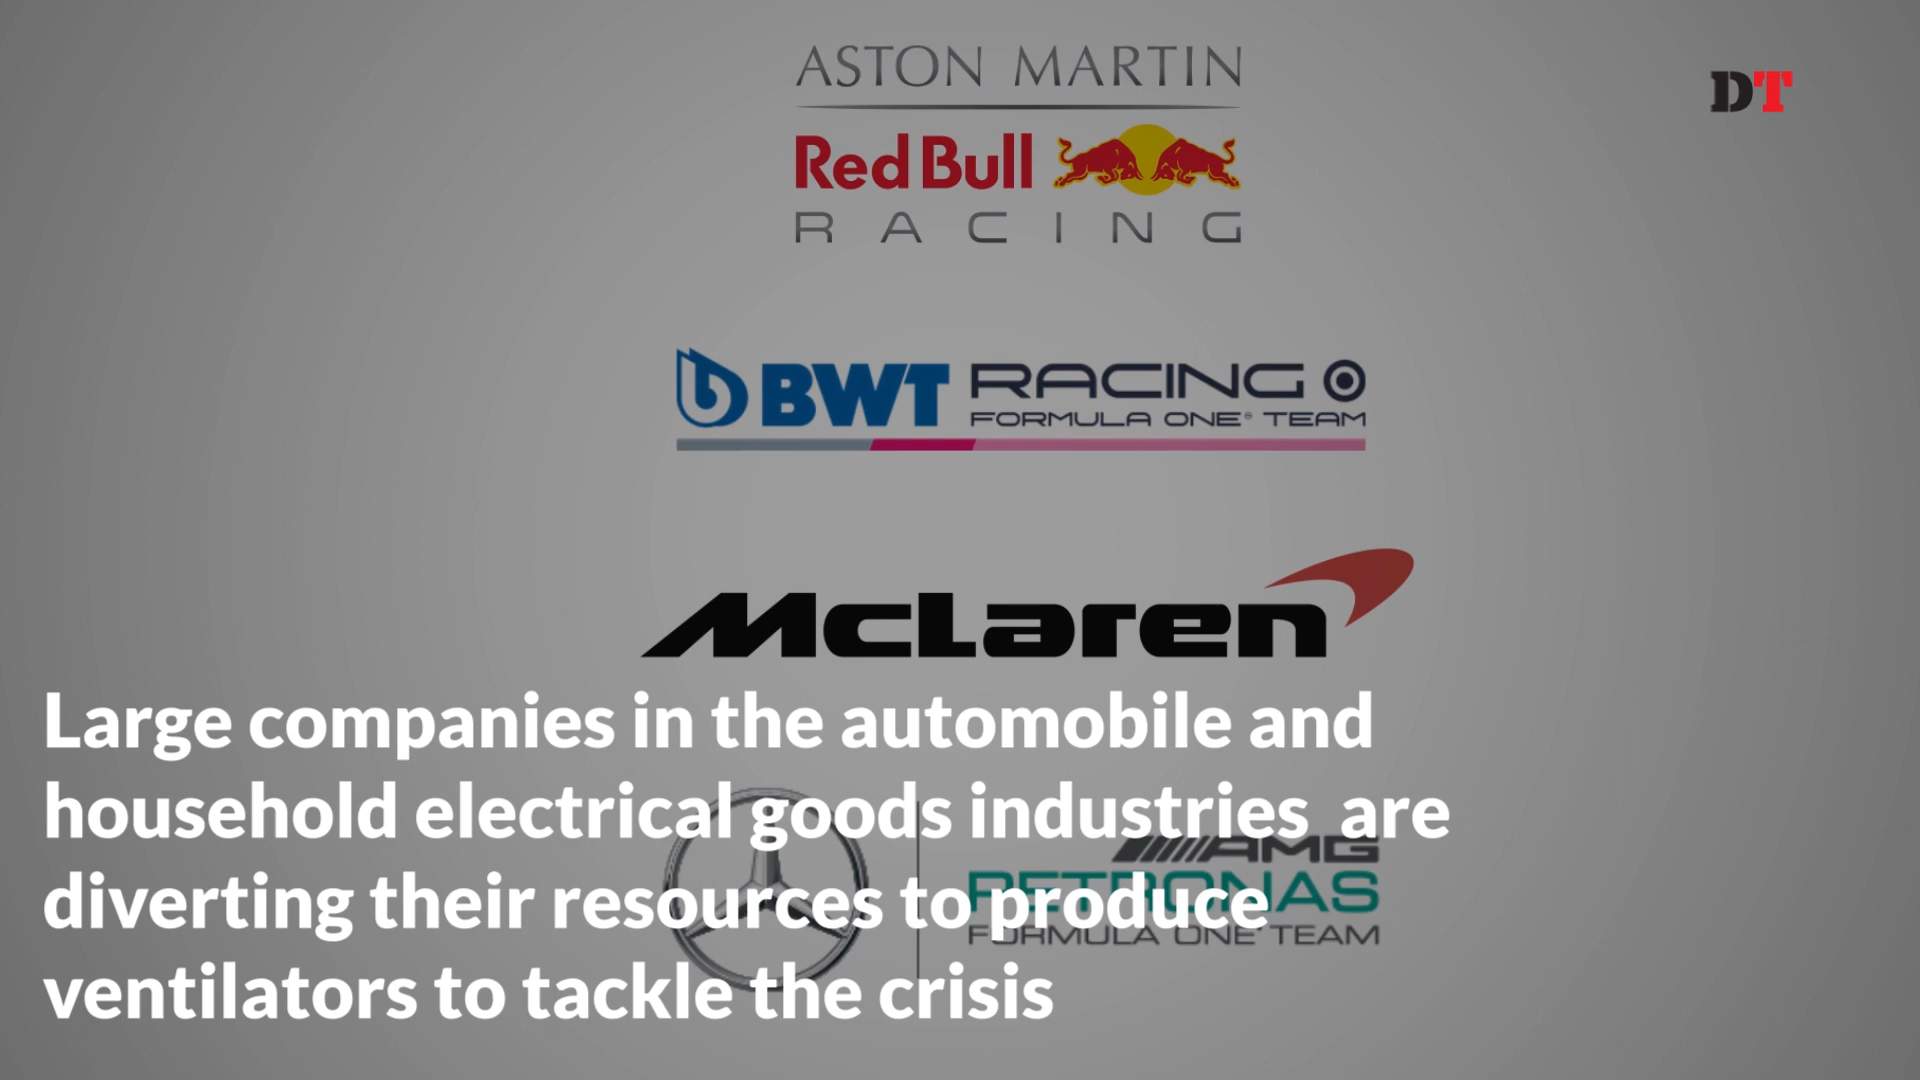 ASTON MARTIN
DT
Red Bull
RACING
BWT RACING
FORMULA ONE® TEAM
McLaren
Large companies in the automobile and
household electrical goods industries are
AMG
diverting their resources to produce
PETRONAS
FORMULA ONE TEAM
ventilators to tackle the crisis